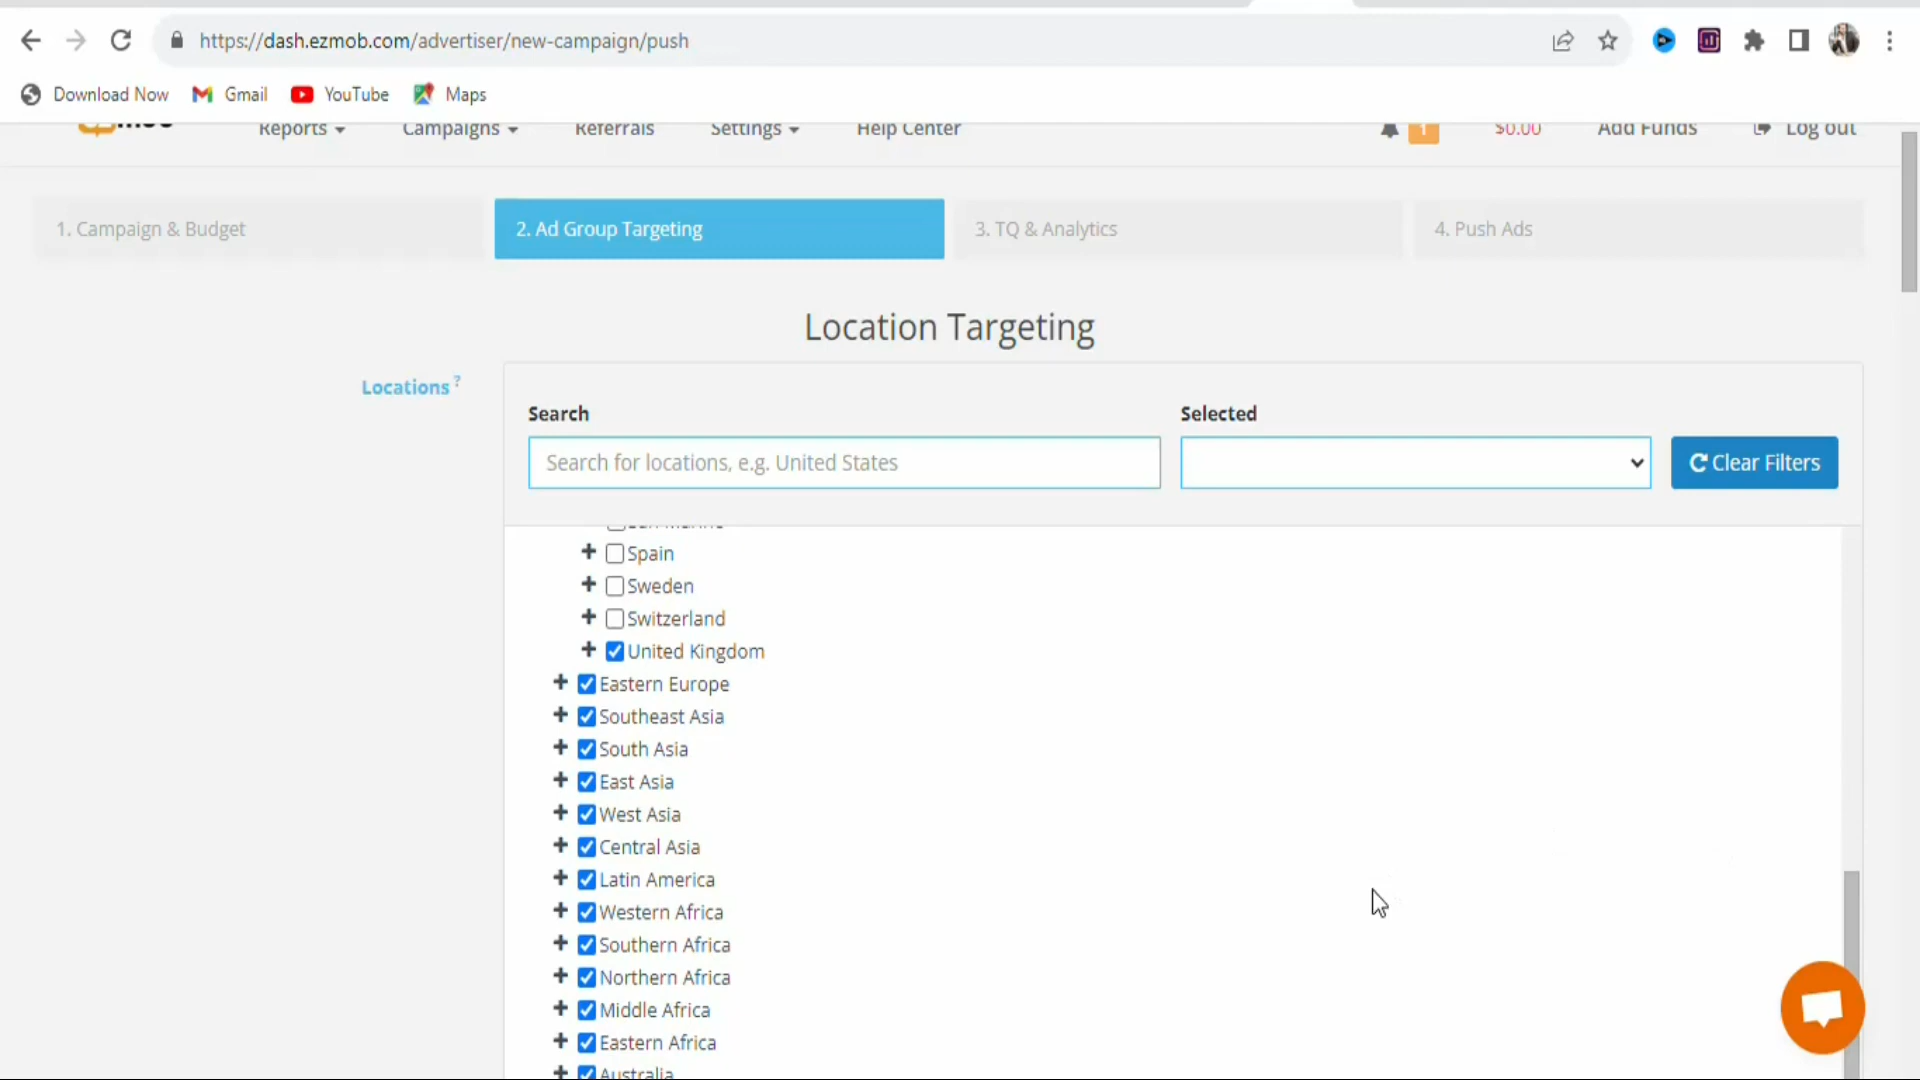 https://dash.ezmob.com/advertiser/new-campaign/push
Download Now Gmail YouTube Maps
Reports Campaigns Referrals Settings Help Center 1 $0.00 Add Funds Log out
1. Campaign & Budget 2. Ad Group Targeting 3. TQ & Analytics 4. Push Ads
Location Targeting
Locations ?
Search Selected
Search for locations, e.g. United States Clear Filters
Spain
Sweden
Switzerland
United Kingdom
Eastern Europe
Southeast Asia
South Asia
East Asia
West Asia
Central Asia
Latin America
Western Africa
Southern Africa
Northern Africa
Middle Africa
Eastern Africa
Australia